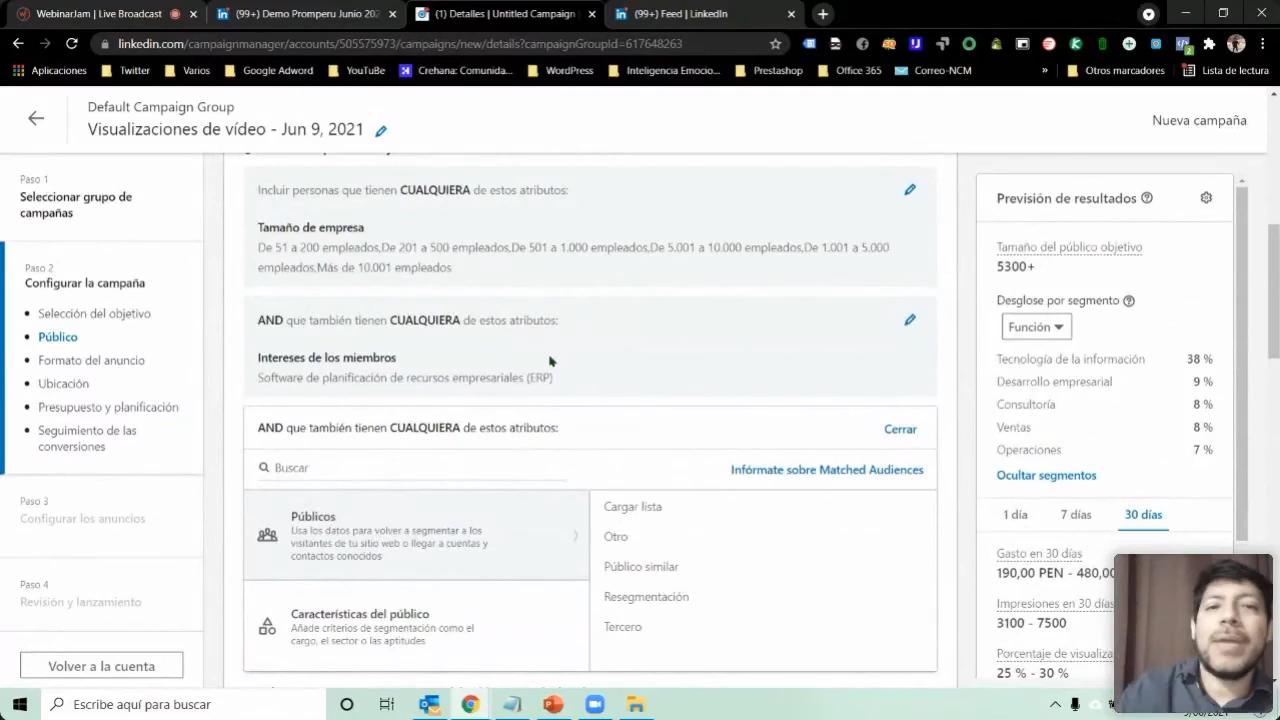 WebinarJam | Live Broadcast
(99+) Demo Promperu Junio 202
(1) Detalles | Untitled Campaign
(99+) Feed | LinkedIn
linkedin.com/campaignmanager/accounts/505575973/campaigns/new/details?campaignGroupId=617648263
Aplicaciones
Twitter
Varios
Google Adword
YouTube
Crehana: Comunida...
WordPress
Inteligencia Emocio...
Prestashop
Office 365
Correo-NCM
»
Otros marcadores
Lista de lectura
Default Campaign Group
Visualizaciones de vídeo - Jun 9, 2021
Nueva campaña
Paso 1
Seleccionar grupo de
campañas
Paso 2
Configurar la campaña
Selección del objetivo
Público
Formato del anuncio
Ubicación
Presupuesto y planificación
Seguimiento de las
conversiones
Paso 3
Configurar los anuncios
Paso 4
Revisión y lanzamiento
Volver a la cuenta
Incluir personas que tienen CUALQUIERA de estos atributos:
Tamaño de empresa
De 51 a 200 empleados,De 201 a 500 empleados,De 501 a 1.000 empleados,De 5.001 a 10.000 empleados,De 1.001 a 5.000
empleados,Más de 10.001 empleados
AND que también tienen CUALQUIERA de estos atributos:
Intereses de los miembros
Software de planificación de recursos empresariales (ERP)
AND que también tienen CUALQUIERA de estos atributos:
Cerrar
Buscar
Infórmate sobre Matched Audiences
Públicos
Usa los datos para volver a segmentar a los
visitantes de tu sitio web o llegar a cuentas y
contactos conocidos
Características del público
Añade criterios de segmentación como el
cargo, el sector o las aptitudes
Cargar lista
Otro
Público similar
Resegmentación
Tercero
Previsión de resultados
Tamaño del público objetivo
5300+
Desglose por segmento
Función
Tecnología de la información 38 %
Desarrollo empresarial 9 %
Consultoría 8 %
Ventas 8 %
Operaciones 7 %
Ocultar segmentos
1 día 7 días 30 días
Gasto en 30 días
190,00 PEN - 480,00
Impresiones en 30 días
3100 - 7500
Porcentaje de visualiza
25 % - 30 %
Escribe aquí para buscar